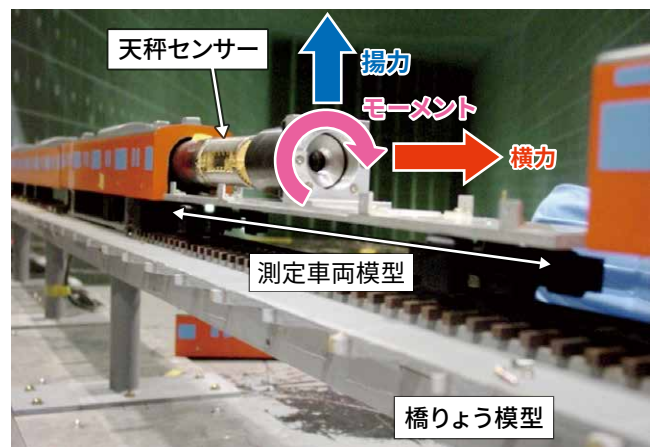 天秤センサー
揚力
モーメント
横力
測定車両模型
橋りょう模型